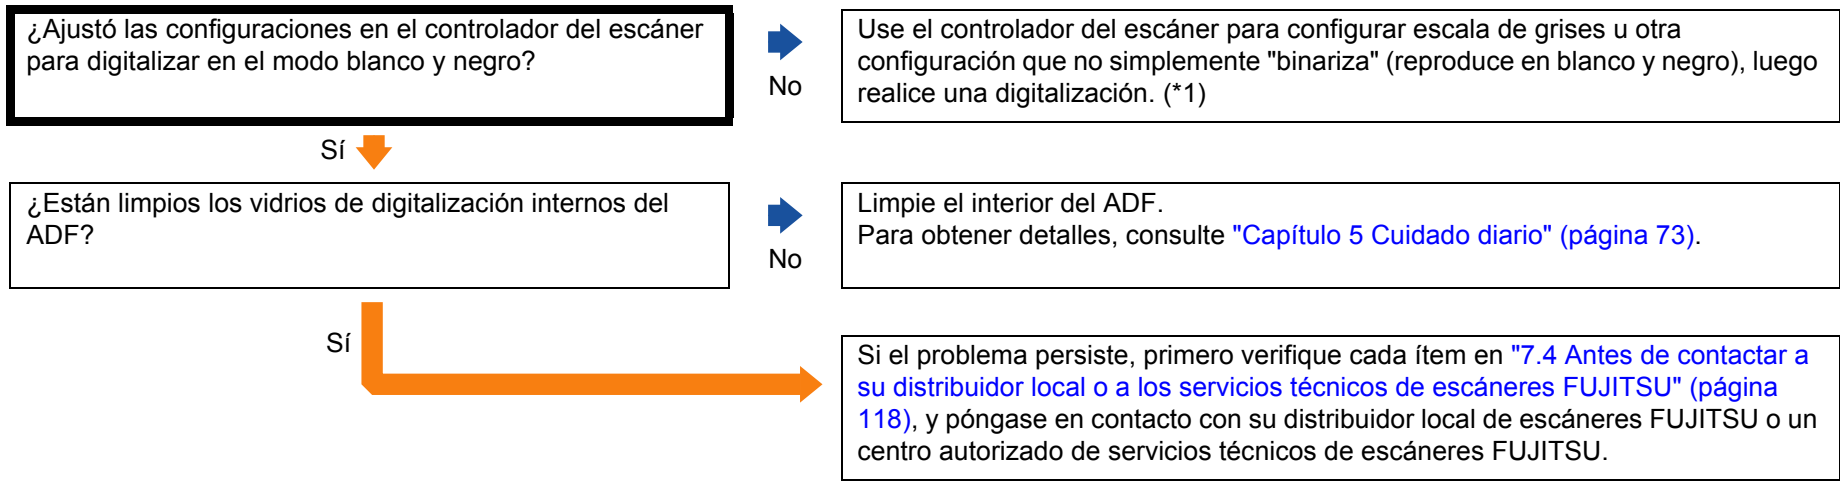 ¿Ajustó las configuraciones en el controlador del escáner
para digitalizar en el modo blanco y negro?
No
Use el controlador del escáner para configurar escala de grises u otra
configuración que no simplemente "binariza" (reproduce en blanco y negro), luego
realice una digitalización. (*1)
Sí
¿Están limpios los vidrios de digitalización internos del
ADF?
No
Limpie el interior del ADF.
Para obtener detalles, consulte "Capítulo 5 Cuidado diario" (página 73).
Sí
Si el problema persiste, primero verifique cada ítem en "7.4 Antes de contactar a
su distribuidor local o a los servicios técnicos de escáneres FUJITSU" (página
118), y póngase en contacto con su distribuidor local de escáneres FUJITSU o un
centro autorizado de servicios técnicos de escáneres FUJITSU.